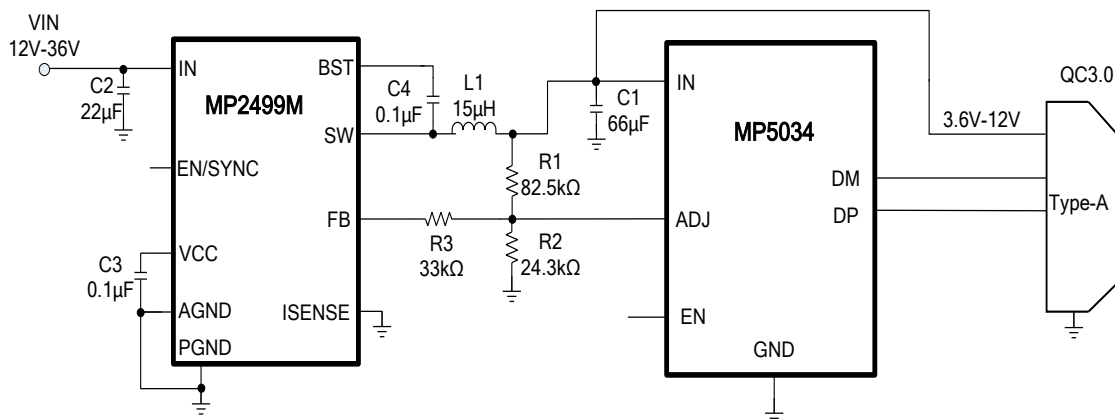 VIN
12V-36V
C2
22µF
IN
MP2499M
BST
SW
EN/SYNC
FB
VCC
C3
0.1µF
AGND
PGND
ISENSE
C4
0.1µF
L1
15µH
R1
82.5kΩ
R3
33kΩ
R2
24.3kΩ
C1
66µF
IN
MP5034
DM
DP
ADJ
EN
GND
3.6V-12V
QC3.0
Type-A